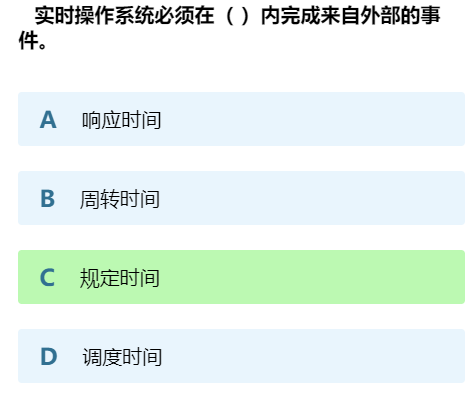 实时操作系统必须在（ ）内完成来自外部的事
件。
A 响应时间
B 周转时间
C 规定时间
D 调度时间